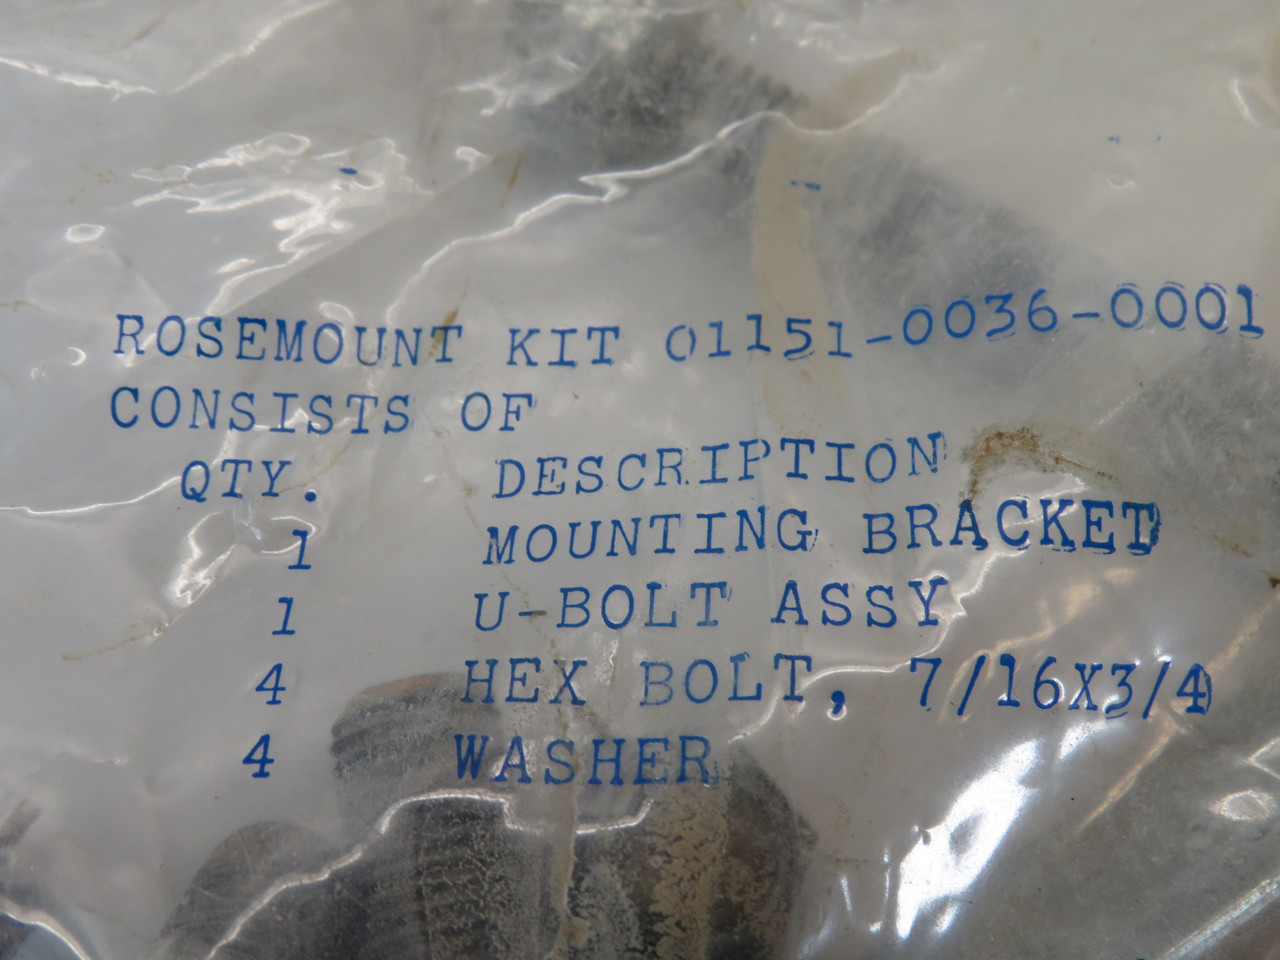 ROSEMOUNT KIT 01151-0036-0001
CONSISTS OF
QTY. DESCRIPTION
1 MOUNTING BRACKET
1 U-BOLT ASSY
4 HEX BOLT, 7/16X3/4
4 WASHER